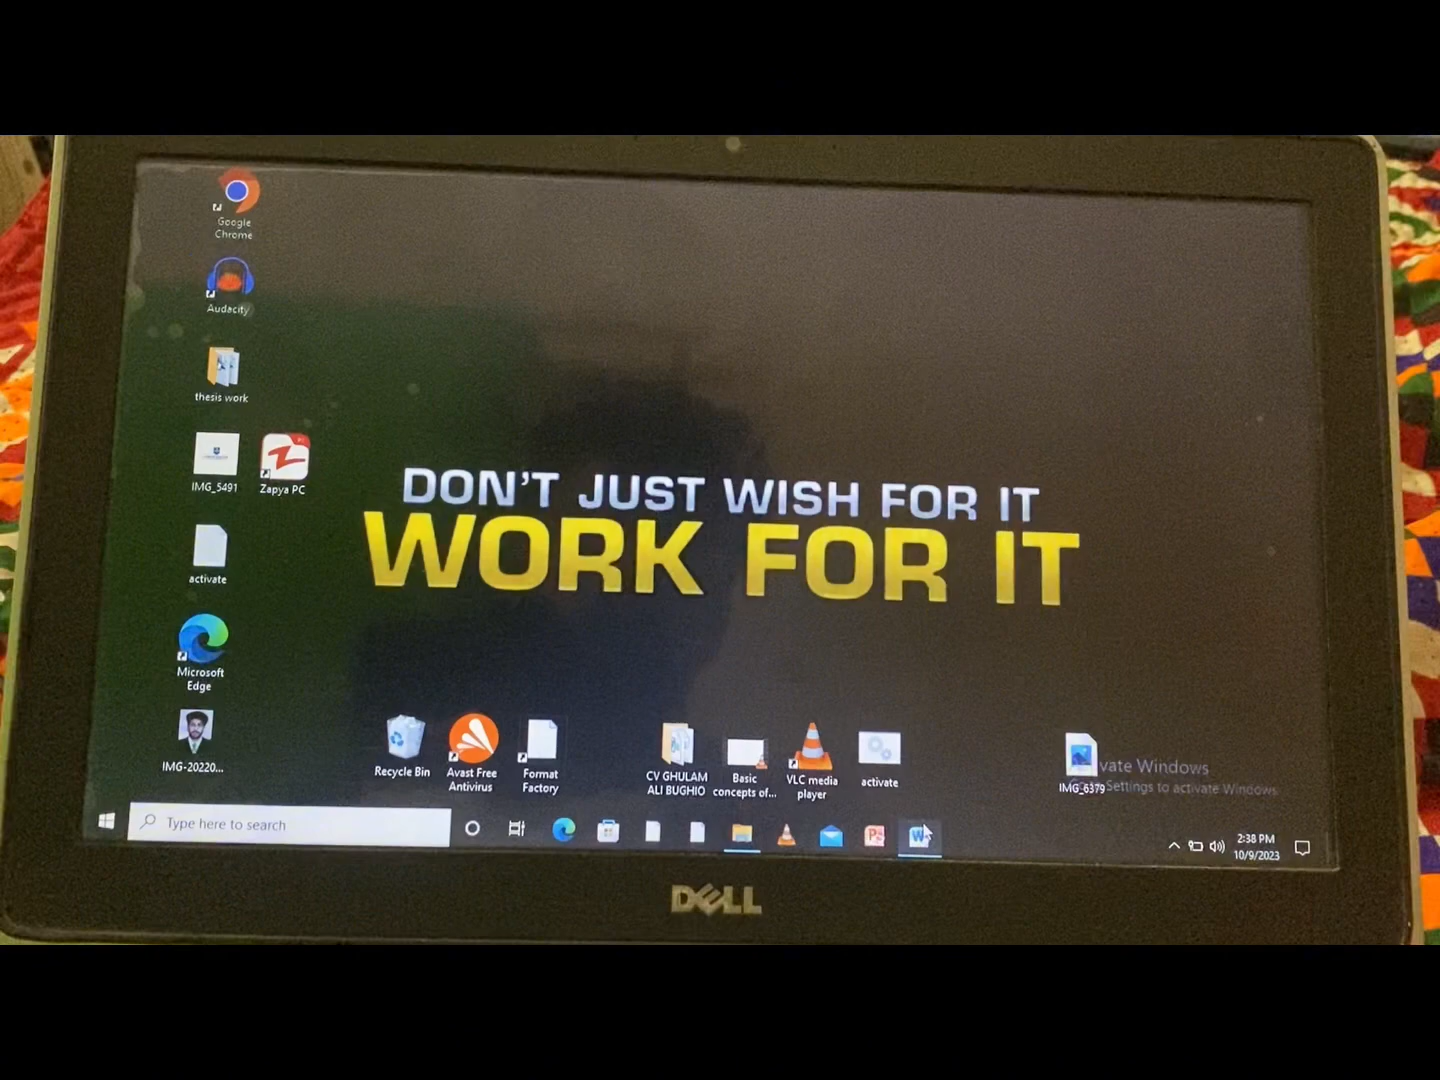 Google
Chrome
Audacity
thesis work
IMG_5491
Zapya PC
DON'T JUST WISH FOR IT
WORK FOR IT
activate
Microsoft
Edge
IMG-20220...
Recycle Bin
Avast Free
Antivirus
Format
Factory
CV GHULAM
ALI BUGHIO
Basic
concepts of...
VLC media
player
activate
IMG_6379
vate Windows
Settings to activate Windows.
Type here to search
2:38 PM
10/9/2023
DELL